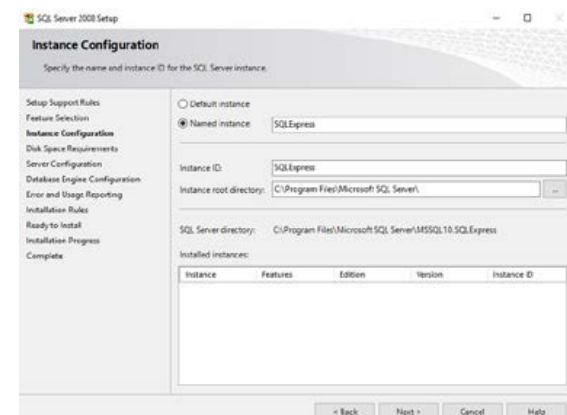 SQL Server 2008 Setup
Instance Configuration
Specify the name and instance ID for the SQL Server instance.
Setup Support Rules
Feature Selection
Instance Configuration
Disk Space Requirements
Server Configuration
Database Engine Configuration
Error and Usage Reporting
Installation Rules
Ready to Install
Installation Progress
Complete
Default instance
Named instance SQLExpress
Instance ID: SQLExpress
Instance root directory: C:\Program Files\Microsoft SQL Server\ ...
SQL Server directory: C:\Program Files\Microsoft SQL Server\MSSQL10.SQLExpress
Installed instances:
Instance Features Edition Version Instance ID
< Back Next > Cancel Help